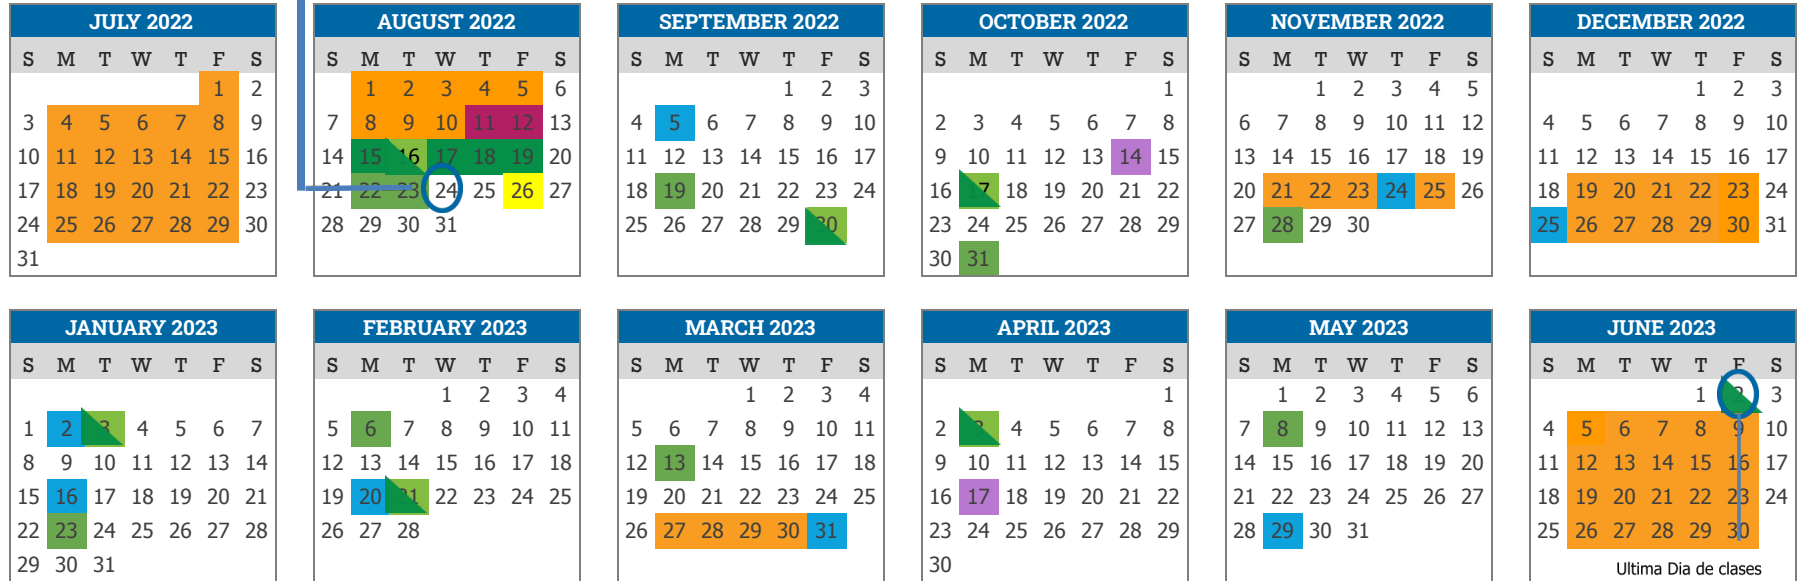 JULY 2022 AUGUST 2022 SEPTEMBER 2022 OCTOBER 2022 NOVEMBER 2022 DECEMBER 2022
S M T W T F S S M T W T F S S M T W T F S S M T W T F S S M T W T F S S M T W T F S
1 2 1 2 3 4 5 6 1 2 3 1 1 2 3 4 5 1 2 3
3 4 5 6 7 8 9 7 8 9 10 11 12 13 4 5 6 7 8 9 10 2 3 4 5 6 7 8 6 7 8 9 10 11 12 4 5 6 7 8 9 10
10 11 12 13 14 15 16 14 15 16 17 18 19 20 11 12 13 14 15 16 17 9 10 11 12 13 14 15 13 14 15 16 17 18 19 11 12 13 14 15 16 17
17 18 19 20 21 22 23 21 22 23 24 25 26 27 18 19 20 21 22 23 24 16 17 18 19 20 21 22 20 21 22 23 24 25 26 18 19 20 21 22 23 24
24 25 26 27 28 29 30 28 29 30 31 25 26 27 28 29 30 23 24 25 26 27 28 29 27 28 29 30 25 26 27 28 29 30 31
31 30 31
JANUARY 2023 FEBRUARY 2023 MARCH 2023 APRIL 2023 MAY 2023 JUNE 2023
S M T W T F S S M T W T F S S M T W T F S S M T W T F S S M T W T F S S M T W T F S
1 2 3 4 1 2 3 4 1 1 2 3 4 5 6 1 2 3
1 2 3 4 5 6 7 5 6 7 8 9 10 11 5 6 7 8 9 10 11 2 3 4 5 6 7 8 7 8 9 10 11 12 13 4 5 6 7 8 9 10
8 9 10 11 12 13 14 12 13 14 15 16 17 18 12 13 14 15 16 17 18 9 10 11 12 13 14 15 14 15 16 17 18 19 20 11 12 13 14 15 16 17
15 16 17 18 19 20 21 19 20 21 22 23 24 25 19 20 21 22 23 24 25 16 17 18 19 20 21 22 21 22 23 24 25 26 27 18 19 20 21 22 23 24
22 23 24 25 26 27 28 26 27 28 26 27 28 29 30 31 23 24 25 26 27 28 29 28 29 30 31 25 26 27 28 29 30
29 30 31 30 Ultima Dia de clases